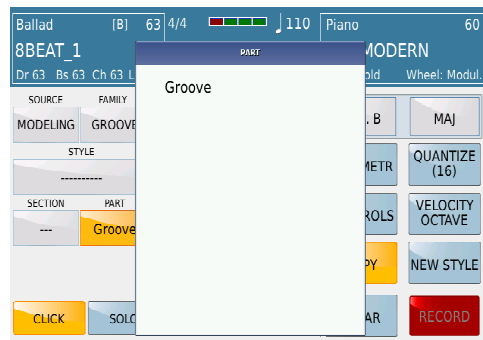 Ballad [B] 63 4/4 110 Piano 60
8BEAT_1 MODERN
Dr 63 Bs 63 Ch 63 L old Wheel: Modul.
PART
Groove
SOURCE FAMILY
MODELING GROOVE . B MAJ
STYLE
---------- METR QUANTIZE (16)
SECTION PART
--- Groove ROLS VELOCITY OCTAVE
PY NEW STYLE
CLICK SOLO AR RECORD